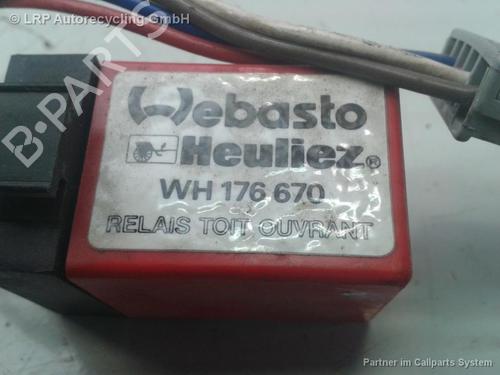 © LRP Autorecycling GmbH
B-PARTS
Webasto
Heuliez®
WH 176 670
RELAIS TOIT OUVRANT
Partner im Callparts System